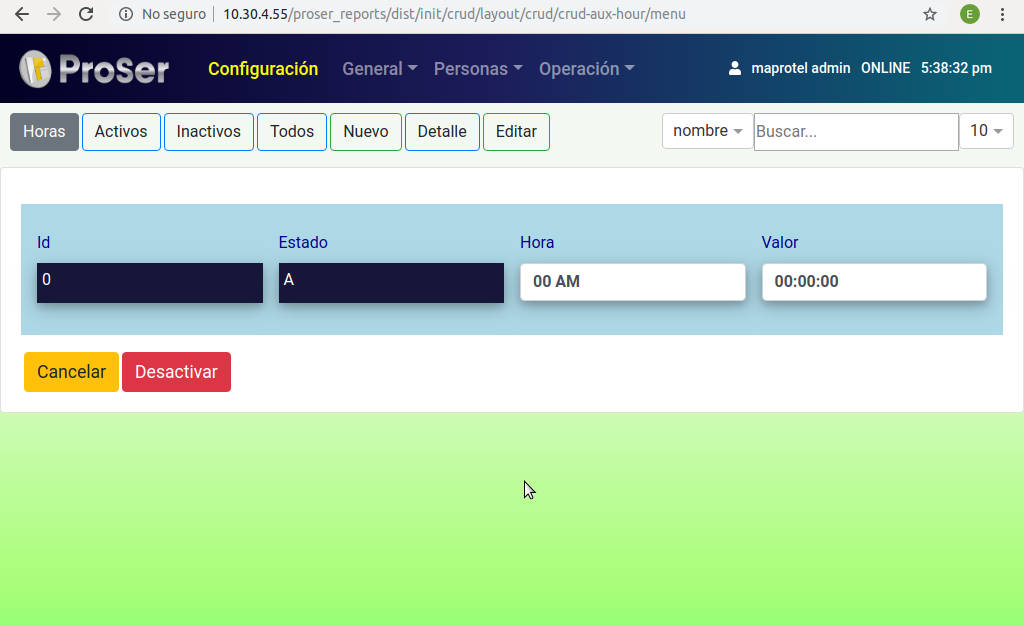 No seguro 10.30.4.55/proser_reports/dist/init/crud/layout/crud/crud-aux-hour/menu E
ProSer Configuración General Personas Operación maprotel admin ONLINE 5:38:32 pm
Horas Activos Inactivos Todos Nuevo Detalle Editar nombre Buscar... 10
Id Estado Hora Valor
0 A 00 AM 00:00:00
Cancelar Desactivar